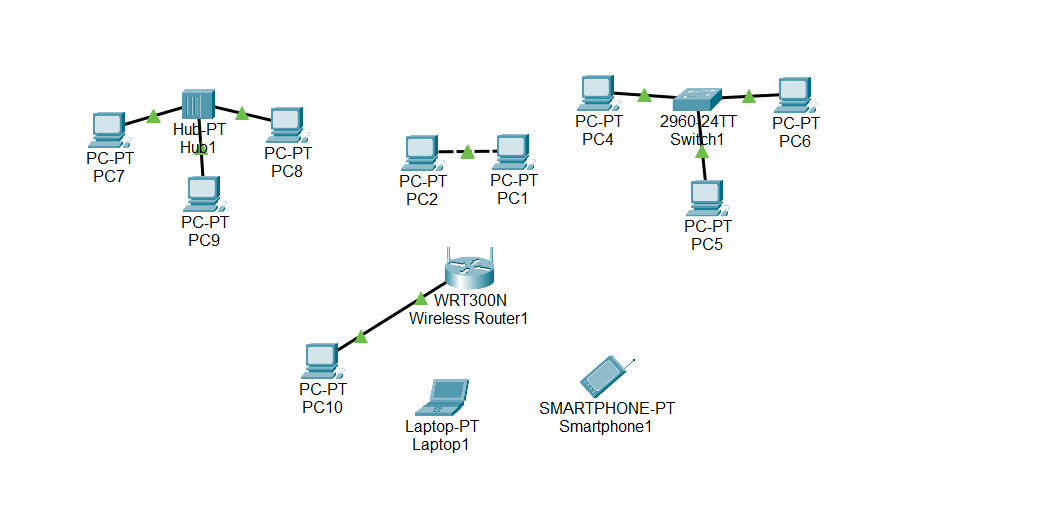 Hub-PT
Hub1
PC-PT
PC7
PC-PT
PC8
PC-PT
PC9
PC-PT
PC2
PC-PT
PC1
PC-PT
PC4
2960-24TT
Switch1
PC-PT
PC6
PC-PT
PC5
WRT300N
Wireless Router1
PC-PT
PC10
Laptop-PT
Laptop1
SMARTPHONE-PT
Smartphone1